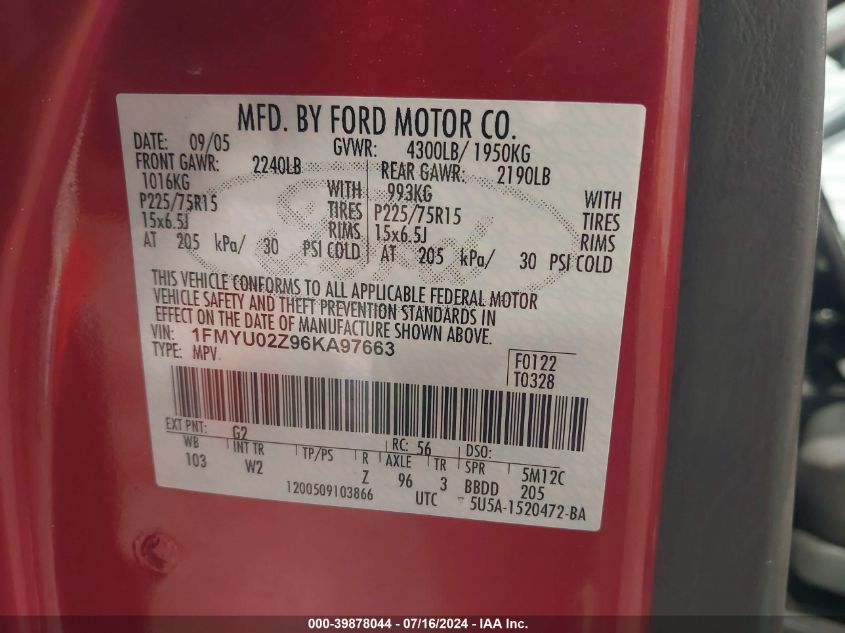 MFD. BY FORD MOTOR CO.
DATE: 09/05 GVWR: 4300LB/ 1950KG
FRONT GAWR: 2240LB REAR GAWR: 2190LB
1016KG WITH 993KG WITH
P225/75R15 TIRES P225/75R15 TIRES
15x6.5J RIMS 15x6.5J RIMS
AT 205 kPa/ 30 PSI COLD AT 205 kPa/ 30 PSI COLD
Ford
THIS VEHICLE CONFORMS TO ALL APPLICABLE FEDERAL MOTOR
VEHICLE SAFETY AND THEFT PREVENTION STANDARDS IN
EFFECT ON THE DATE OF MANUFACTURE SHOWN ABOVE.
VIN: 1FMYU02Z96KA97663
TYPE: MPV
F0122
T0328
EXT PNT: G2 RC: 56 DSO:
WB INT TR TP/PS R AXLE TR SPR 5M12C
103 W2 Z 96 3 BBDD 205
1200509103866 UTC 5U5A-1520472-BA
000-39878044 - 07/16/2024 - IAA Inc.